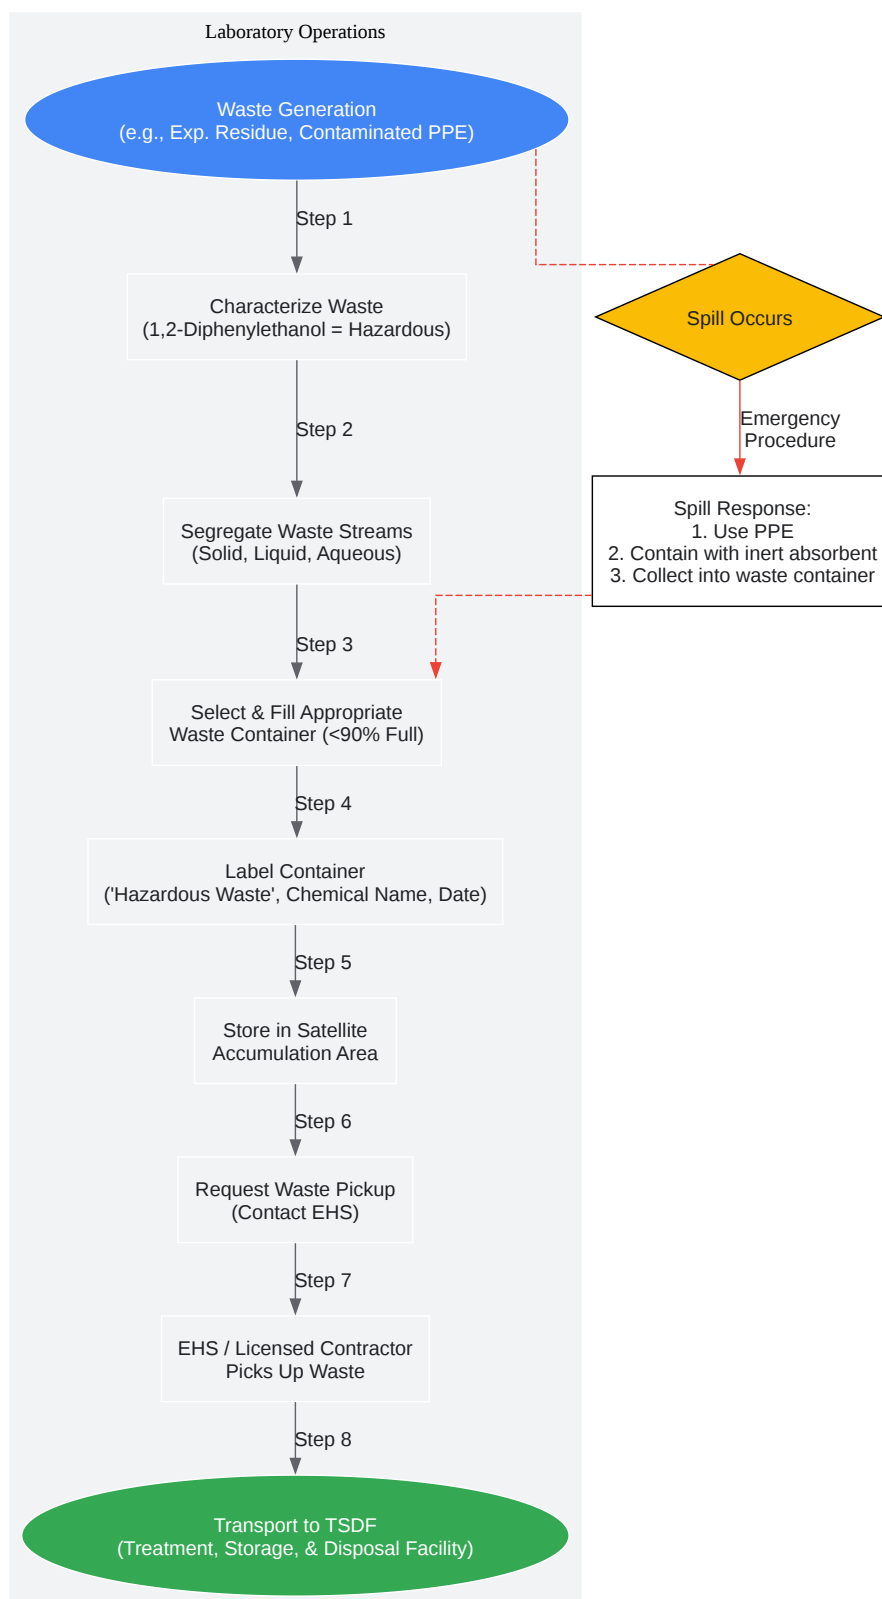 Laboratory Operations
Waste Generation
(e.g., Exp. Residue, Contaminated PPE)
Step 1
Characterize Waste
(1,2-Diphenylethanol = Hazardous)
Spill Occurs
Step 2
Emergency
Procedure
Segregate Waste Streams
(Solid, Liquid, Aqueous)
Spill Response:
1. Use PPE
2. Contain with inert absorbent
3. Collect into waste container
Step 3
Select & Fill Appropriate
Waste Container (<90% Full)
Step 4
Label Container
('Hazardous Waste', Chemical Name, Date)
Step 5
Store in Satellite
Accumulation Area
Step 6
Request Waste Pickup
(Contact EHS)
Step 7
EHS / Licensed Contractor
Picks Up Waste
Step 8
Transport to TSDF
(Treatment, Storage, & Disposal Facility)